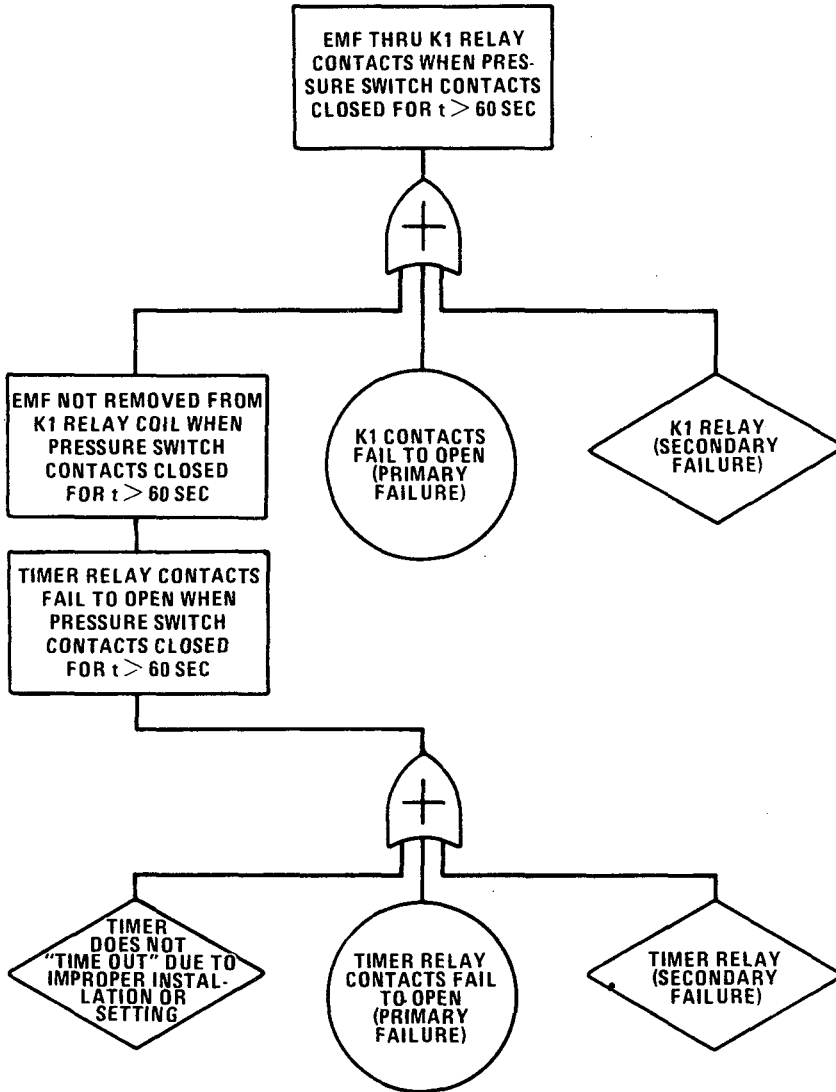 EMF THRU K1 RELAY
CONTACTS WHEN PRES-
SURE SWITCH CONTACTS
CLOSED FOR t > 60 SEC
EMF NOT REMOVED FROM
K1 RELAY COIL WHEN
PRESSURE SWITCH
CONTACTS CLOSED
FOR t > 60 SEC
K1 CONTACTS
FAIL TO OPEN
(PRIMARY
FAILURE)
K1 RELAY
(SECONDARY
FAILURE)
TIMER RELAY CONTACTS
FAIL TO OPEN WHEN
PRESSURE SWITCH
CONTACTS CLOSED
FOR t > 60 SEC
TIMER
DOES NOT
"TIME OUT" DUE TO
IMPROPER INSTAL-
LATION OR
SETTING
TIMER RELAY
CONTACTS FAIL
TO OPEN
(PRIMARY
FAILURE)
TIMER RELAY
(SECONDARY
FAILURE)